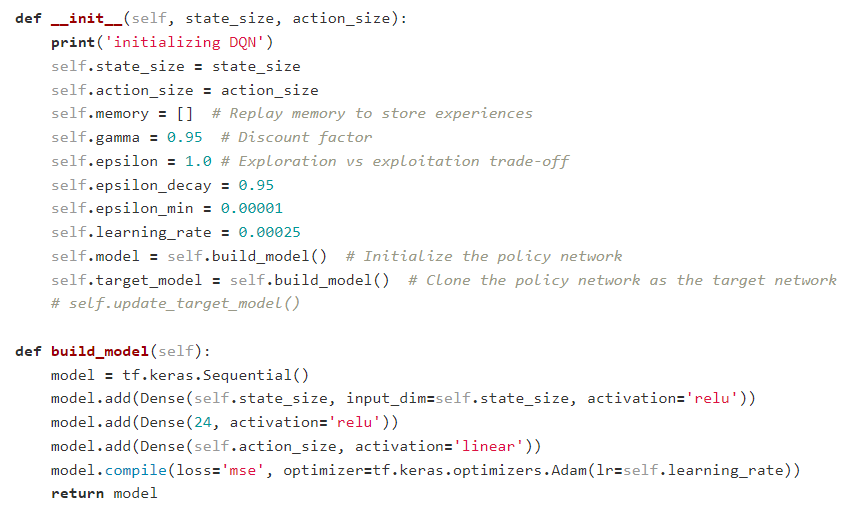 def __init__(self, state_size, action_size):
    print('initializing DQN')
    self.state_size = state_size
    self.action_size = action_size
    self.memory = []  # Replay memory to store experiences
    self.gamma = 0.95  # Discount factor
    self.epsilon = 1.0 # Exploration vs exploitation trade-off
    self.epsilon_decay = 0.95
    self.epsilon_min = 0.00001
    self.learning_rate = 0.00025
    self.model = self.build_model()  # Initialize the policy network
    self.target_model = self.build_model()  # Clone the policy network as the target network
    # self.update_target_model()

def build_model(self):
    model = tf.keras.Sequential()
    model.add(Dense(self.state_size, input_dim=self.state_size, activation='relu'))
    model.add(Dense(24, activation='relu'))
    model.add(Dense(self.action_size, activation='linear'))
    model.compile(loss='mse', optimizer=tf.keras.optimizers.Adam(lr=self.learning_rate))
    return model